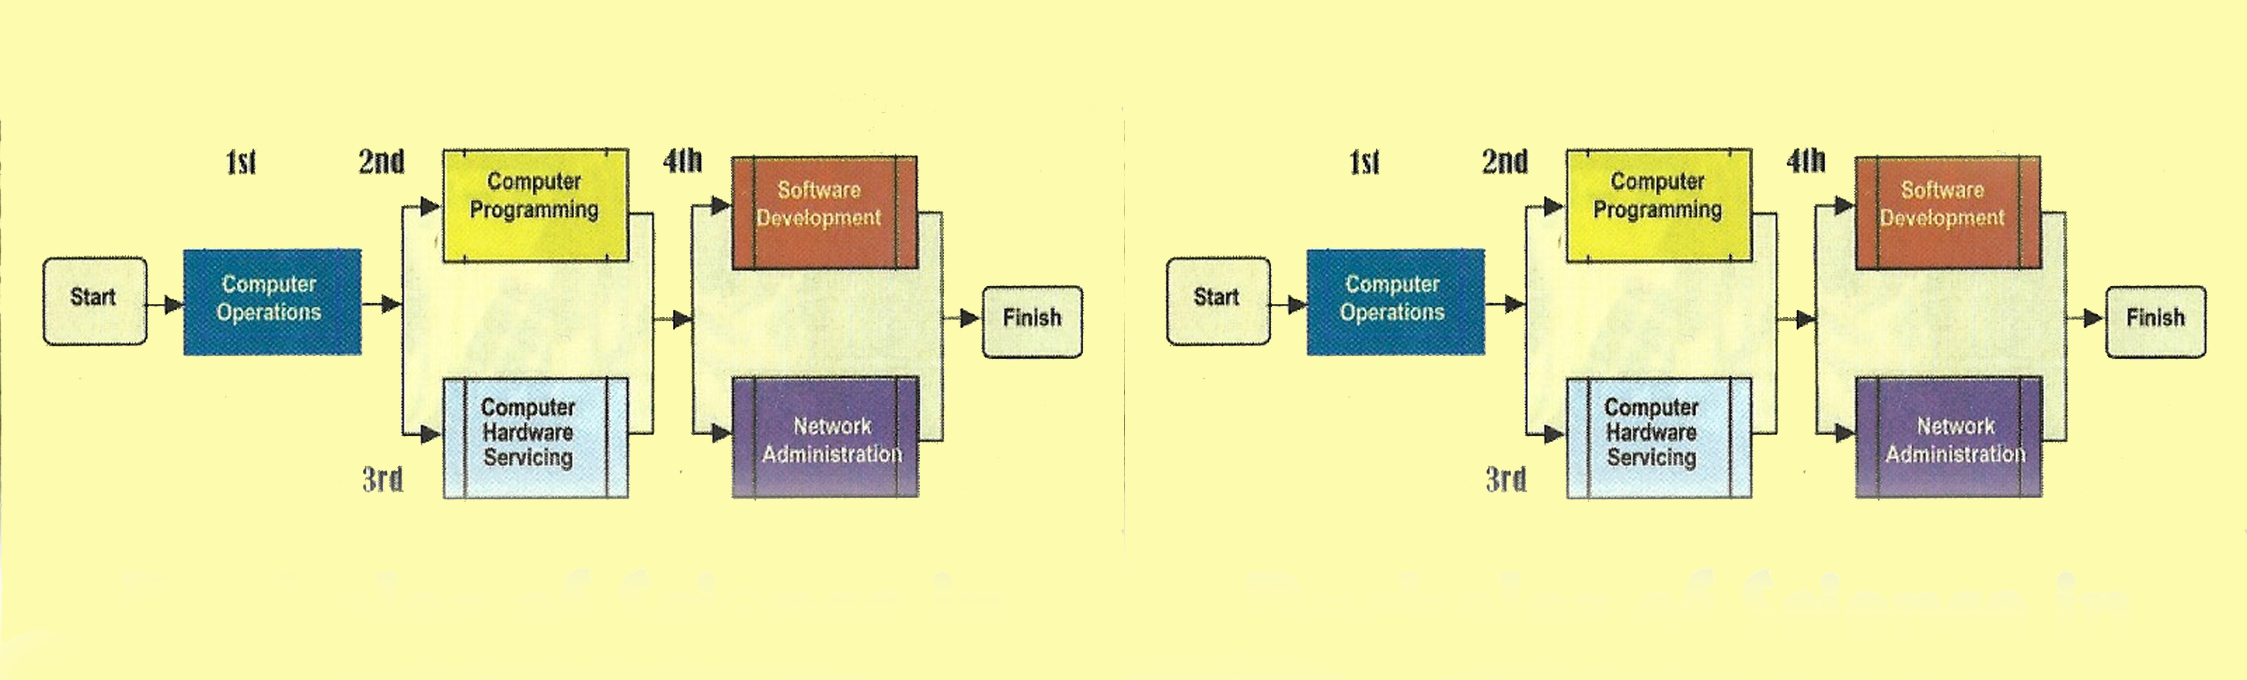 1st
2nd
Computer
Programming
4th
Software
Development
Start
Computer
Operations
Finish
3rd
Computer
Hardware
Servicing
Network
Administration
1st
2nd
Computer
Programming
4th
Software
Development
Start
Computer
Operations
Finish
3rd
Computer
Hardware
Servicing
Network
Administration